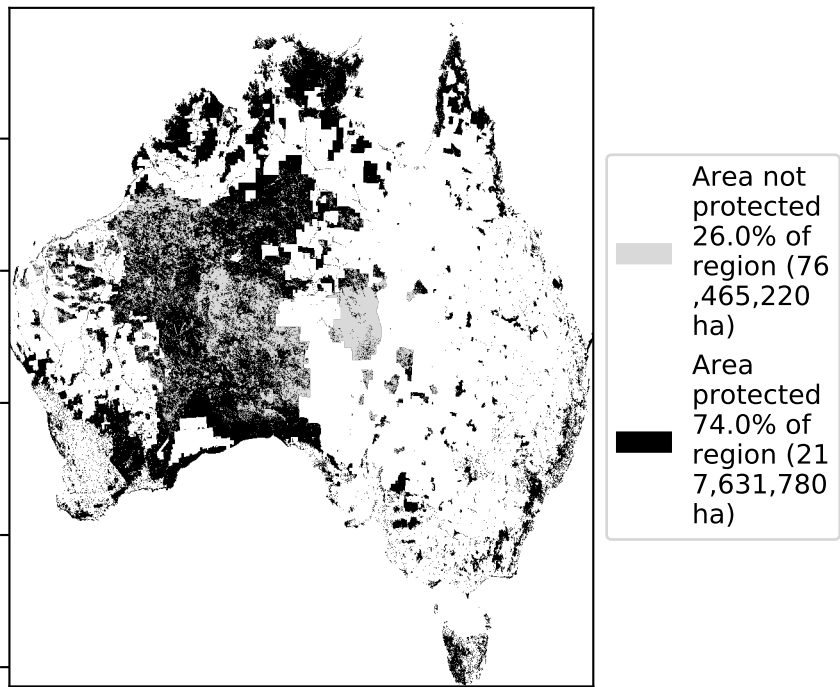 Area not
protected
26.0% of
region (76
,465,220
ha)
Area
protected
74.0% of
region (21
7,631,780
ha)